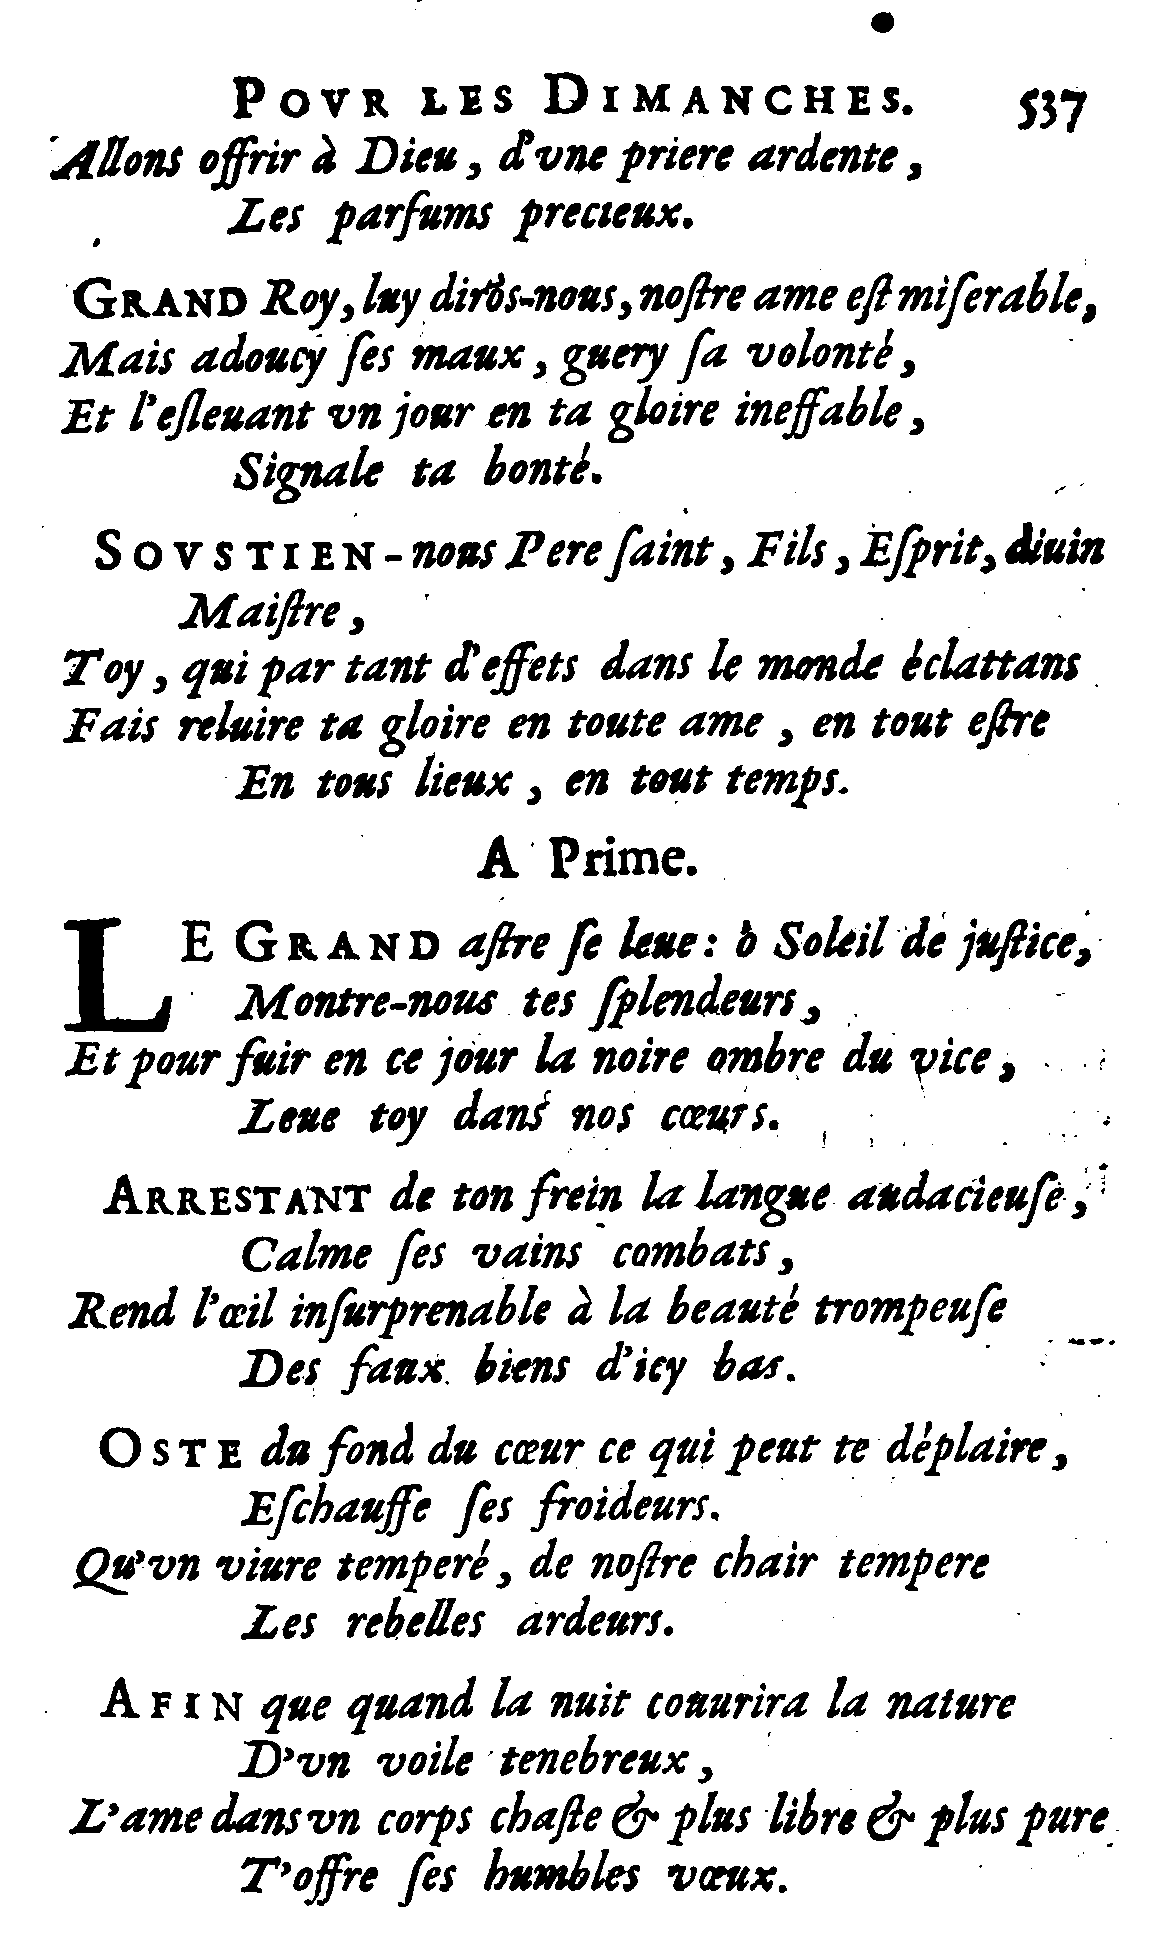 POVR LES DIMANCHES. 537
Allons offrir à Dieu, d'vne priere ardente,
Les parfums precieux.
GRAND Roy, luy dirõs-nous, noſtre ame eſt miſerable,
Mais adoucy ſes maux, guery ſa volonté,
Et l'eſleuant vn jour en ta gloire ineffable,
Signale ta bonté.
SOVSTIEN-nous Pere ſaint, Fils, Eſprit, diuin
Maiſtre,
Toy, qui par tant d'effets dans le monde éclattans
Fais reluire ta gloire en toute ame, en tout eſtre
En tous lieux, en tout temps.
A Prime.
LE GRAND aſtre ſe leue: ô Soleil de juſtice,
Montre-nous tes ſplendeurs,
Et pour fuir en ce jour la noire ombre du vice,
Leue toy dans nos cœurs.
ARRESTANT de ton frein la langue audacieuſe,
Calme ſes vains combats,
Rend l'œil inſurprenable à la beauté trompeuſe
Des faux biens d'icy bas.
OSTE du fond du cœur ce qui peut te déplaire,
Eſchauffe ſes froideurs.
Qu'vn viure temperé, de noſtre chair tempere
Les rebelles ardeurs.
AFIN que quand la nuit couurira la nature
D'vn voile tenebreux,
L'ame dans vn corps chaſte & plus libre & plus pure
T'offre ſes humbles vœux.